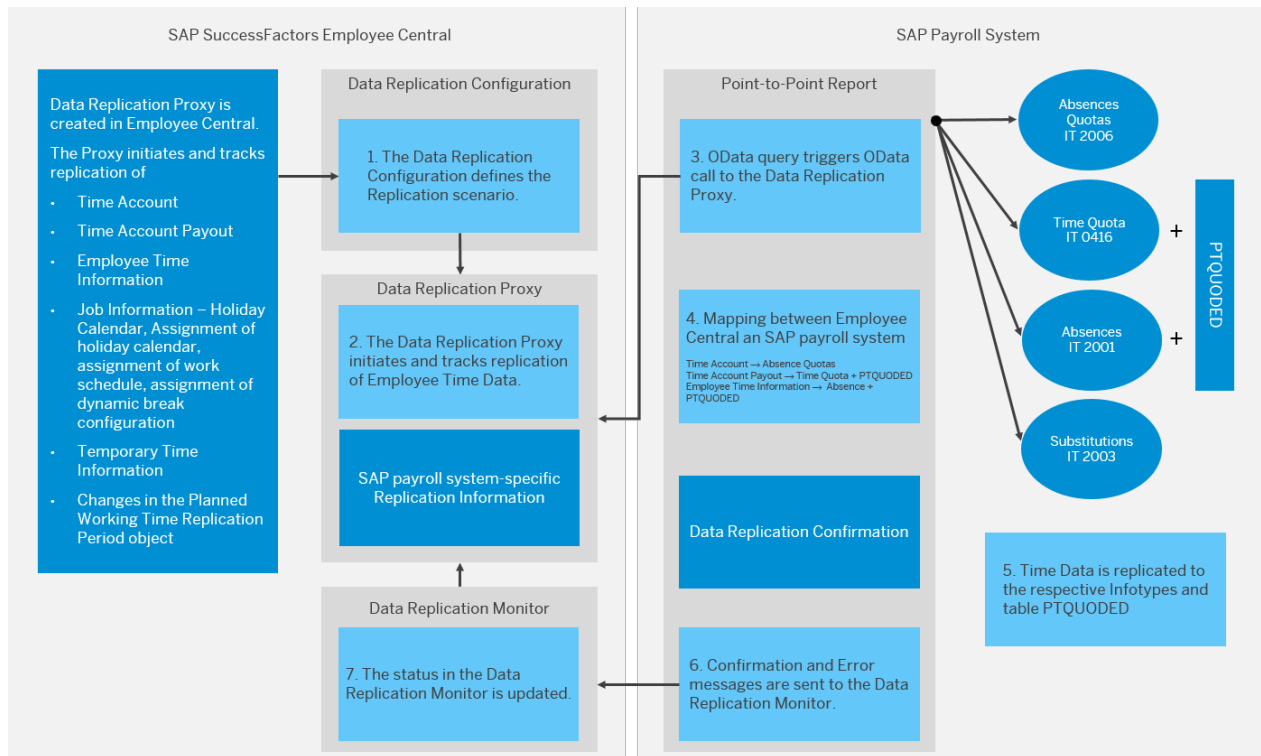 SAP SuccessFactors Employee Central
Data Replication Proxy is
created in Employee Central.
The Proxy initiates and tracks
replication of
• Time Account
• Time Account Payout
• Employee Time
Information
• Job Information – Holiday
Calendar, Assignment of
holiday calendar,
assignment of work
schedule, assignment of
dynamic break
configuration
• Temporary Time
Information
• Changes in the Planned
Working Time Replication
Period object
Data Replication Configuration
1. The Data Replication
Configuration defines the
Replication scenario.
Data Replication Proxy
2. The Data Replication Proxy
initiates and tracks replication
of Employee Time Data.
SAP payroll system-specific
Replication Information
Data Replication Monitor
7. The status in the Data
Replication Monitor is updated.
SAP Payroll System
Point-to-Point Report
3. OData query triggers OData
call to the Data Replication
Proxy.
4. Mapping between Employee
Central an SAP payroll system
Time Account → Absence Quotas
Time Account Payout → Time Quota + PTQUODED
Employee Time Information → Absence +
PTQUODED
Data Replication Confirmation
6. Confirmation and Error
messages are sent to the Data
Replication Monitor.
Absences
Quotas
IT 2006
Time Quota
IT 0416
+
Absences
IT 2001
+
PTQUODED
Substitutions
IT 2003
5. Time Data is replicated to
the respective Infotypes and
table PTQUODED